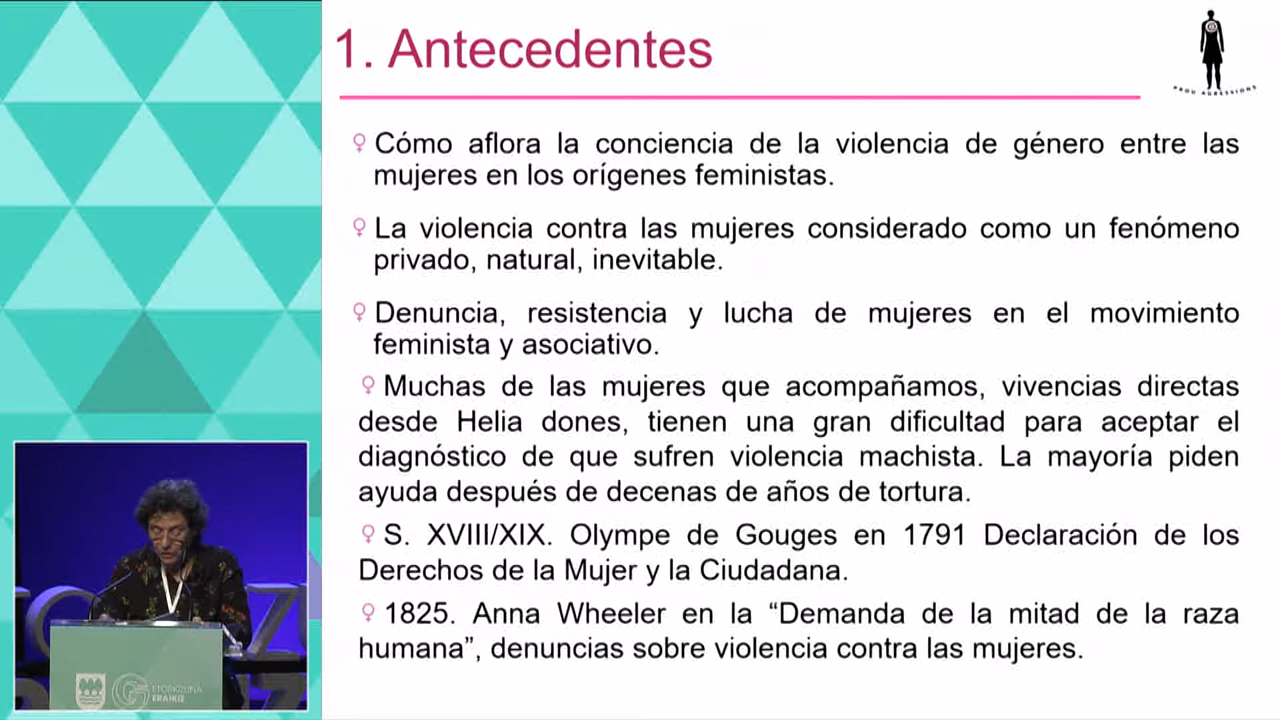 1. Antecedentes
PROU AGRESSIONS
♀ Cómo aflora la conciencia de la violencia de género entre las
mujeres en los orígenes feministas.
♀ La violencia contra las mujeres considerado como un fenómeno
privado, natural, inevitable.
♀ Denuncia, resistencia y lucha de mujeres en el movimiento
feminista y asociativo.
♀ Muchas de las mujeres que acompañamos, vivencias directas
desde Helia dones, tienen una gran dificultad para aceptar el
diagnóstico de que sufren violencia machista. La mayoría piden
ayuda después de decenas de años de tortura.
♀ S. XVIII/XIX. Olympe de Gouges en 1791 Declaración de los
Derechos de la Mujer y la Ciudadana.
♀ 1825. Anna Wheeler en la “Demanda de la mitad de la raza
humana”, denuncias sobre violencia contra las mujeres.
ETORKIZUNA
ERAIKIZ